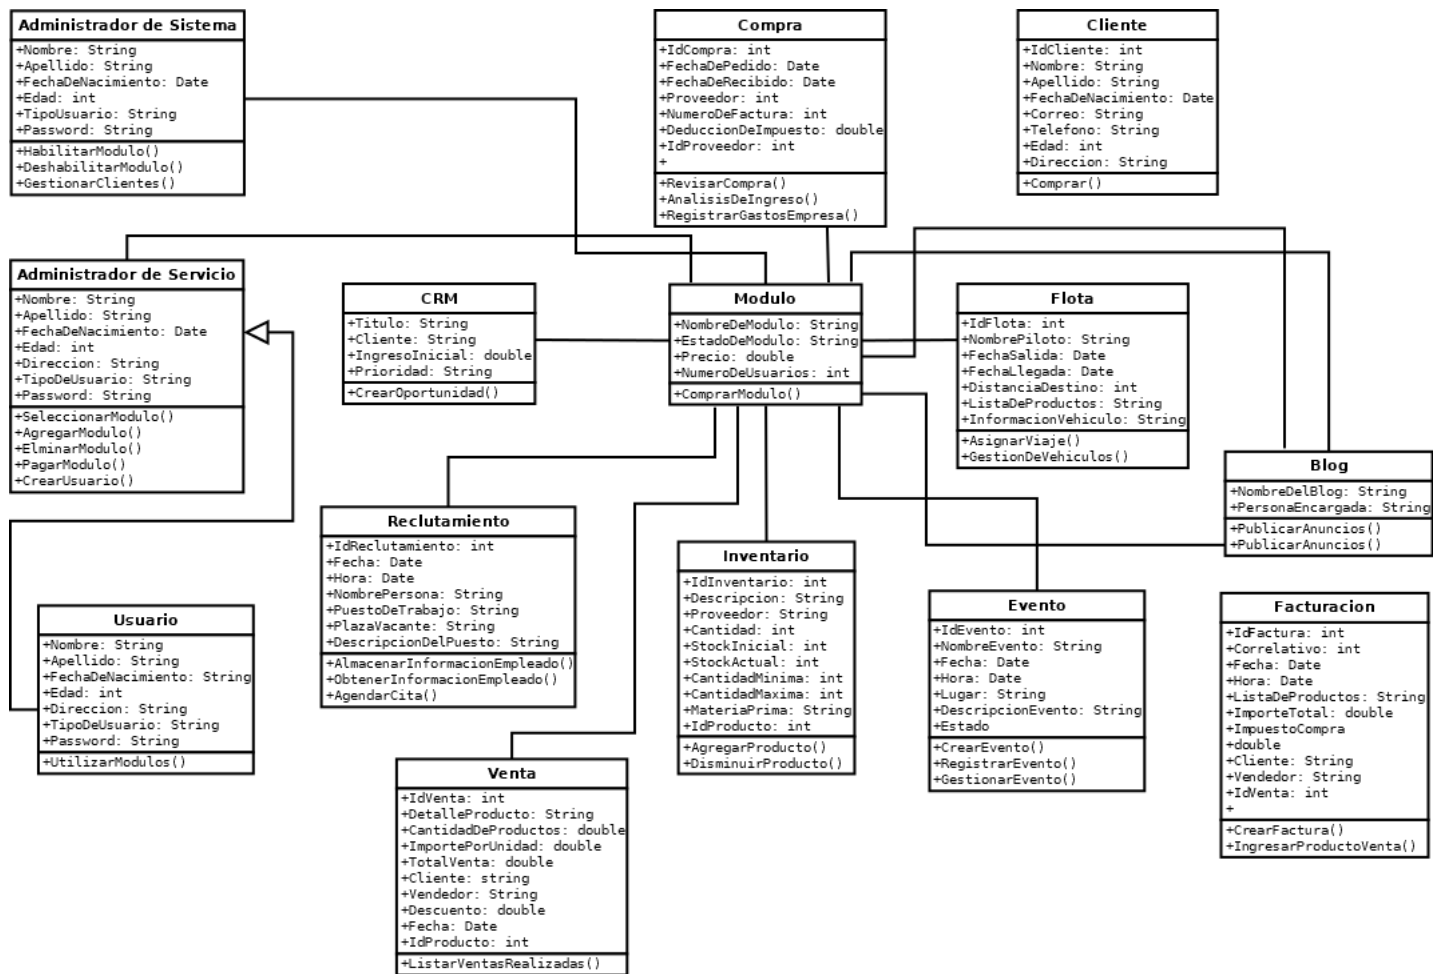 Administrador de Sistema
+Nombre: String
+Apellido: String
+FechaDeNacimiento: Date
+Edad: int
+TipoUsuario: String
+Password: String
+HabilitarModulo()
+DeshabilitarModulo()
+GestionarClientes()
Compra
+IdCompra: int
+FechaDePedido: Date
+FechaDeRecibido: Date
+Proveedor: int
+NumeroDeFactura: int
+DeduccionDeImpuesto: double
+IdProveedor: int
+
+RevisarCompra()
+AnalisisDeIngreso()
+RegistrarGastosEmpresa()
Cliente
+IdCliente: int
+Nombre: String
+Apellido: String
+FechaDeNacimiento: Date
+Correo: String
+Telefono: String
+Edad: int
+Direccion: String
+Comprar()
Administrador de Servicio
+Nombre: String
+Apellido: String
+FechaDeNacimiento: Date
+Edad: int
+Direccion: String
+TipoDeUsuario: String
+Password: String
+SeleccionarModulo()
+AgregarModulo()
+ElminarModulo()
+PagarModulo()
+CrearUsuario()
CRM
+Titulo: String
+Cliente: String
+IngresoInicial: double
+Prioridad: String
+CrearOportunidad()
Modulo
+NombreDeModulo: String
+EstadoDeModulo: String
+Precio: double
+NumeroDeUsuarios: int
+ComprarModulo()
Flota
+IdFlota: int
+NombrePiloto: String
+FechaSalida: Date
+FechaLlegada: Date
+DistanciaDestino: int
+ListaDeProductos: String
+InformacionVehiculo: String
+AsignarViaje()
+GestionDeVehiculos()
Blog
+NombreDelBlog: String
+PersonaEncargada: String
+PublicarAnuncios()
+PublicarAnuncios()
Reclutamiento
+IdReclutamiento: int
+Fecha: Date
+Hora: Date
+NombrePersona: String
+PuestoDeTrabajo: String
+PlazaVacante: String
+DescripcionDelPuesto: String
+AlmacenarInformacionEmpleado()
+ObtenerInformacionEmpleado()
+AgendarCita()
Inventario
+IdInventario: int
+Descripcion: String
+Proveedor: String
+Cantidad: int
+StockInicial: int
+StockActual: int
+CantidadMinima: int
+CantidadMaxima: int
+MateriaPrima: String
+IdProducto: int
+AgregarProducto()
+DisminuirProducto()
Evento
+IdEvento: int
+NombreEvento: String
+Fecha: Date
+Hora: Date
+Lugar: String
+DescripcionEvento: String
+Estado
+CrearEvento()
+RegistrarEvento()
+GestionarEvento()
Facturacion
+IdFactura: int
+Correlativo: int
+Fecha: Date
+Hora: Date
+ListaDeProductos: String
+ImporteTotal: double
+ImpuestoCompra
+double
+Cliente: String
+Vendedor: String
+IdVenta: int
+
+CrearFactura()
+IngresarProductoVenta()
Usuario
+Nombre: String
+Apellido: String
+FechaDeNacimiento: String
+Edad: int
+Direccion: String
+TipoDeUsuario: String
+Password: String
+UtilizarModulos()
Venta
+IdVenta: int
+DetalleProducto: String
+CantidadDeProductos: double
+ImportePorUnidad: double
+TotalVenta: double
+Cliente: string
+Vendedor: String
+Descuento: double
+Fecha: Date
+IdProducto: int
+ListarVentasRealizadas()